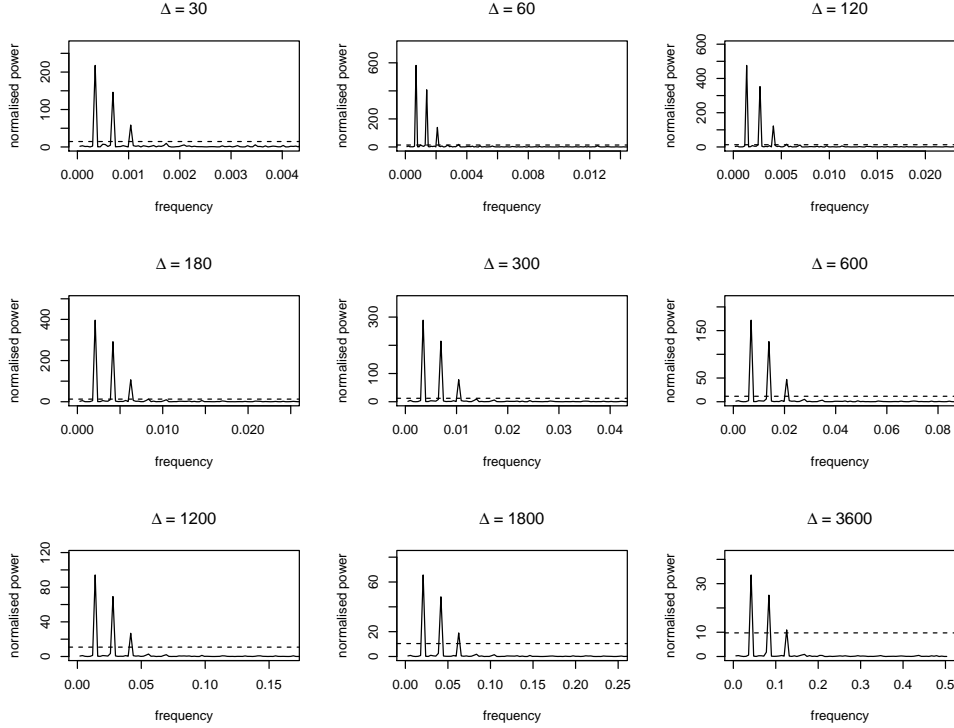 Δ = 30
normalised power
0 50 100 200
0.000 0.001 0.002 0.003 0.004
frequency
Δ = 60
normalised power
0 200 400 600
0.000 0.004 0.008 0.012
frequency
Δ = 120
normalised power
0 200 400 600
0.000 0.005 0.010 0.015 0.020
frequency
Δ = 180
normalised power
0 200 400
0.000 0.010 0.020
frequency
Δ = 300
normalised power
0 100 300
0.00 0.01 0.02 0.03 0.04
frequency
Δ = 600
normalised power
0 50 150
0.00 0.02 0.04 0.06 0.08
frequency
Δ = 1200
normalised power
0 40 80 120
0.00 0.05 0.10 0.15
frequency
Δ = 1800
normalised power
0 20 60
0.00 0.05 0.10 0.15 0.20 0.25
frequency
Δ = 3600
normalised power
0 10 30
0.0 0.1 0.2 0.3 0.4 0.5
frequency